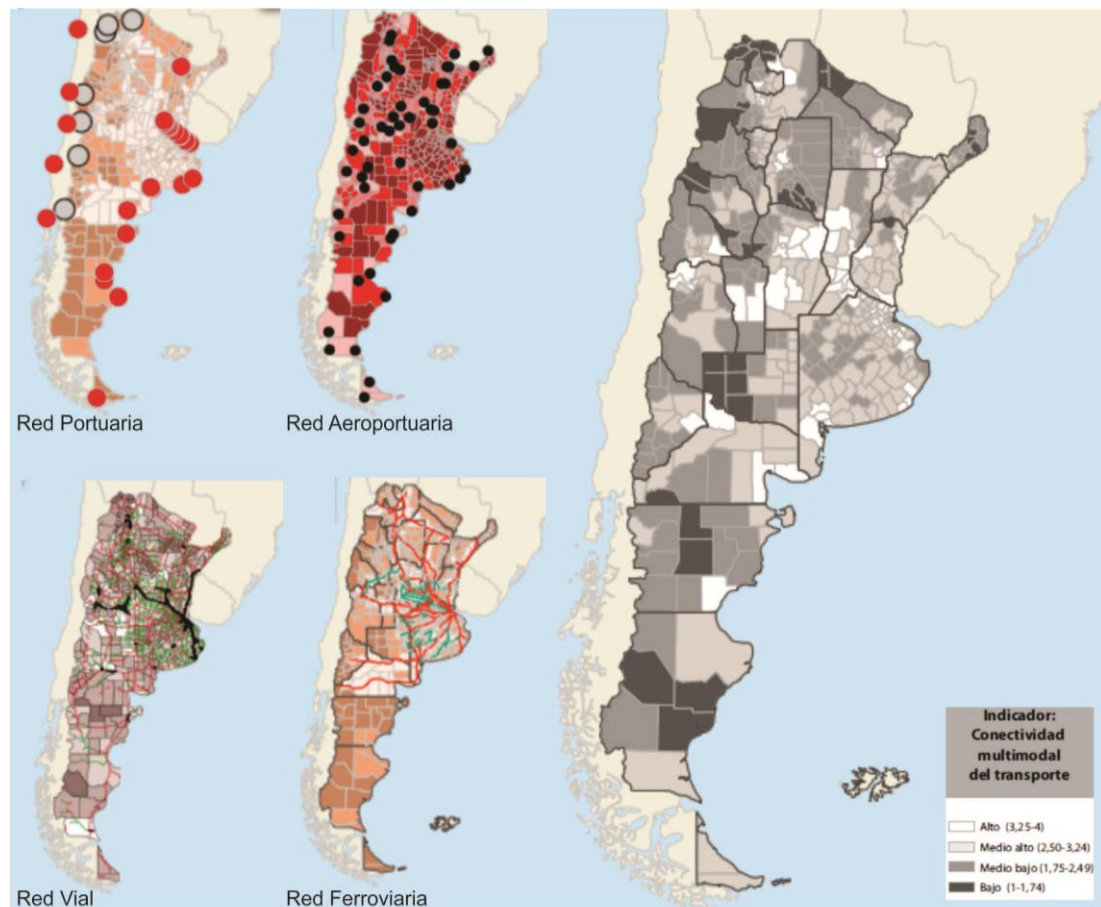 Red Portuaria
Red Aeroportuaria
Red Vial
Red Ferroviaria
Indicador:
Conectividad
multimodal
del transporte
Alto (3,25-4)
Medio alto (2,50-3,24)
Medio bajo (1,75-2,49)
Bajo (1-1,74)